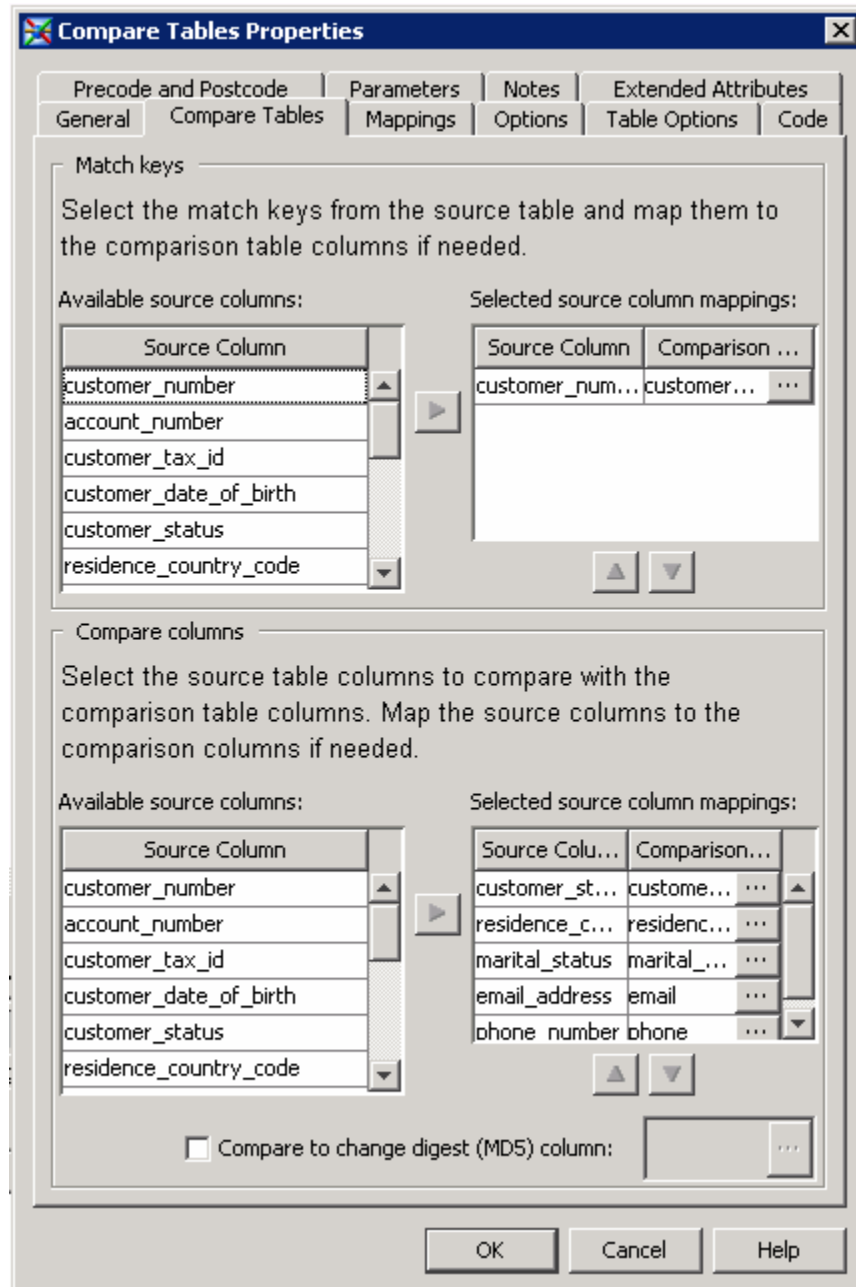 Compare Tables Properties
Precode and Postcode Parameters Notes Extended Attributes
General Compare Tables Mappings Options Table Options Code
Match keys
Select the match keys from the source table and map them to
the comparison table columns if needed.
Available source columns: Selected source column mappings:
Source Column Source Column Comparison ...
customer_number customer_num... customer... ...
account_number
customer_tax_id
customer_date_of_birth
customer_status
residence_country_code
Compare columns
Select the source table columns to compare with the
comparison table columns. Map the source columns to the
comparison columns if needed.
Available source columns: Selected source column mappings:
Source Column Source Colu... Comparison...
customer_number customer_st... custome... ...
account_number residence_c... residenc... ...
customer_tax_id marital_status marital_... ...
customer_date_of_birth email_address email ...
customer_status phone_number phone ...
residence_country_code
Compare to change digest (MD5) column: ...
OK Cancel Help